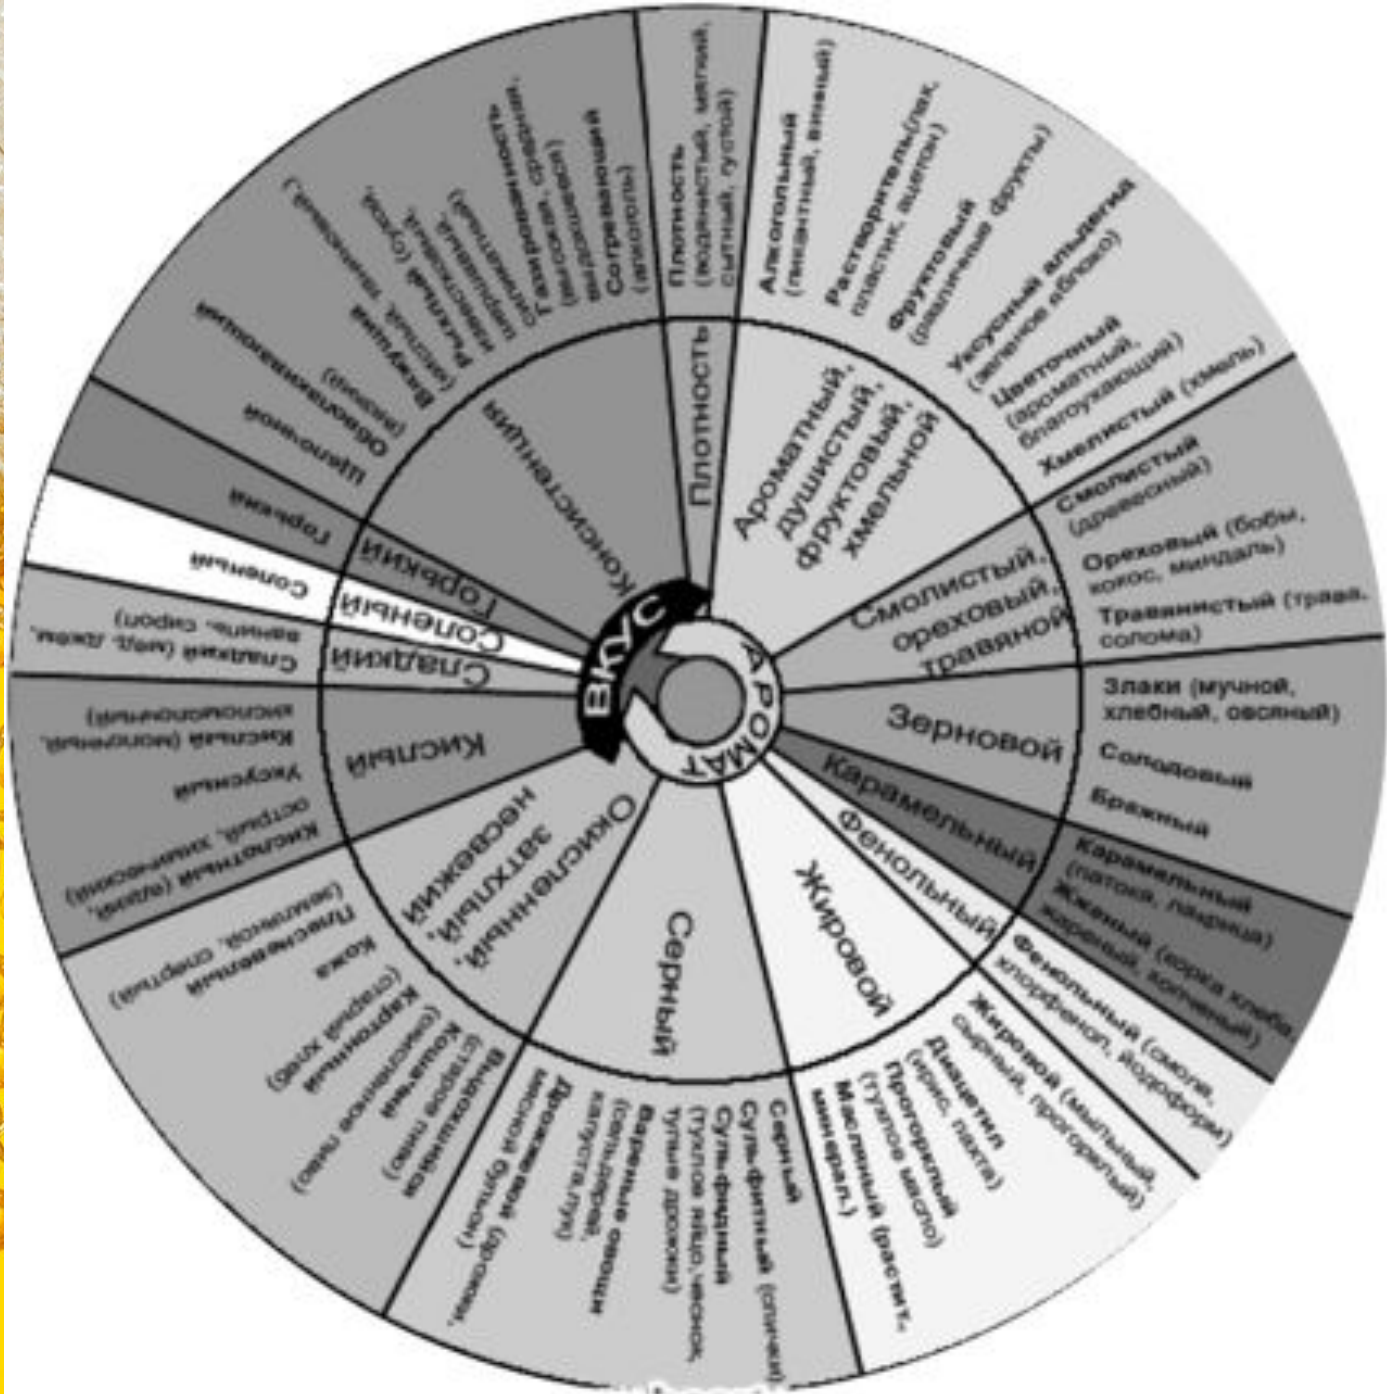 ВКУС
АРОМАТ
Плотность
Ароматный,
душистый,
фруктовый,
хмельной
Смолистый,
ореховый,
травяной
Зерновой
Карамельный
Фенольный
Жировой
Серный
Окисленный,
затхлый,
несвежий
Кислый
Сладкий
Соленый
Горький
Консистенция
Плотность
(водянистый, мягкий,
сытный, густой)
Алкогольный
(пикантный, винный)
Растворитель(лак,
пластик, ацетон)
Фруктовый
(различные фрукты)
Уксусный альдегид
(зеленое яблоко)
Цветочный
(ароматный,
благоухающий)
Хмелистый (хмель)
Смолистый
(древесный)
Ореховый (бобы,
кокос, миндаль)
Травянистый (трава,
солома)
Злаки (мучной,
хлебный, овсяный)
Солодовый
Бражный
Карамельный
(патока, лакрица)
Жженый (корка хлеба,
жареный, копченый)
Фенольный (смола,
хлорфенол, йодоформ)
Жировой (мыльный,
сырный, прогорклый)
Диацетил
(ирис, пахта)
Прогорклый
(тухлое масло)
Масляный (растит.,
минерал.)
Серный
Сульфитный (спички),
Сульфидный
(тухлое яйцо, чеснок,
тухлые дрожжи)
Вареные овощи
(сельдерей,
капуста,лук)
Дрожжевой (дрожжи,
мясной бульон)
Выдохшийся
(старое пиво)
Кошачий
(окисленное пиво)
Картонный
(старый хлеб)
Кожа
Плесневелый
(земляной, спертый)
Кислотный (едкий,
острый, химический)
Уксусный
Кислый (молочный,
кисломолочный)
Сладкий (мед, джем,
ваниль, сироп)
Соленый
Горький
Щелочной
Обволакивающий
Вяжущий
Газированность
(высокая, средняя,
выдохшееся)
Согревающий
(алкоголь)